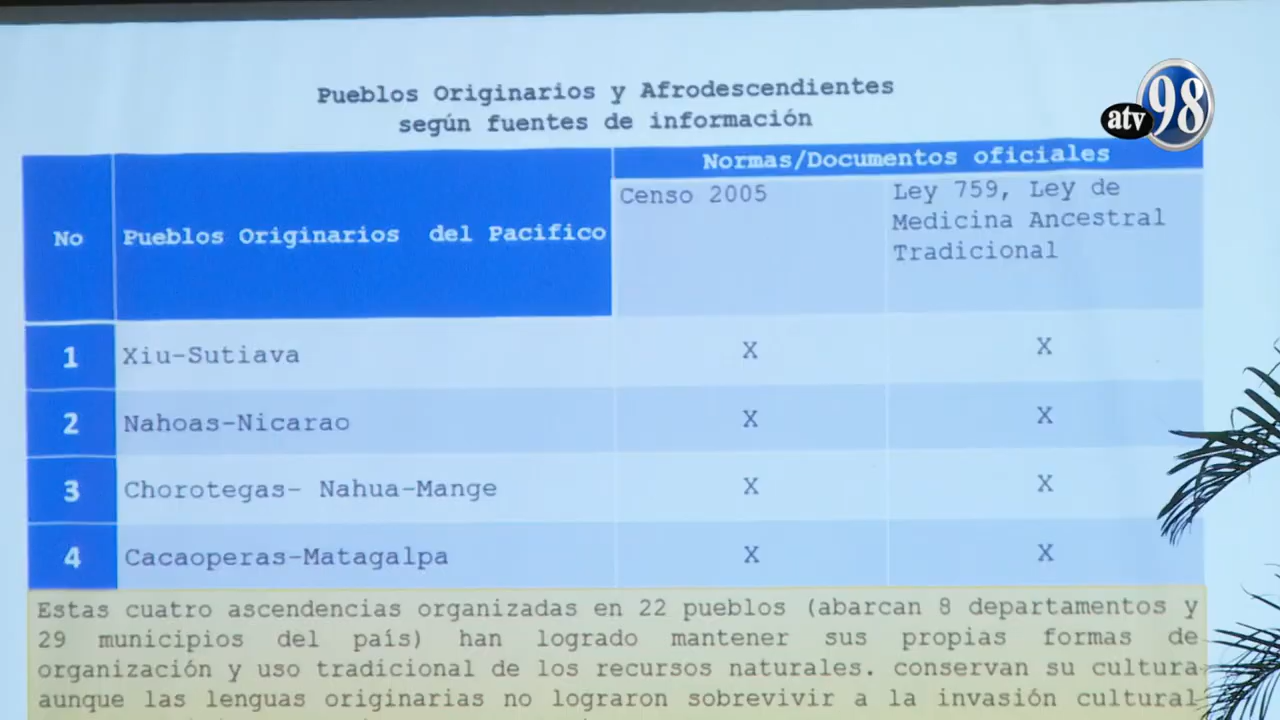 Pueblos Originarios y Afrodescendientes
según fuentes de información
atv 98
Normas/Documentos oficiales
No Pueblos Originarios del Pacifico Censo 2005 Ley 759, Ley de
Medicina Ancestral
Tradicional
1 Xiu-Sutiava X X
2 Nahoas-Nicarao X X
3 Chorotegas- Nahua-Mange X X
4 Cacaoperas-Matagalpa X X
Estas cuatro ascendencias organizadas en 22 pueblos (abarcan 8 departamentos y
29 municipios del país) han logrado mantener sus propias formas de
organización y uso tradicional de los recursos naturales. conservan su cultura
aunque las lenguas originarias no lograron sobrevivir a la invasión cultural